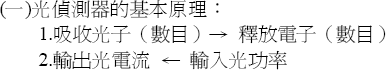 (一)光偵測器的基本原理：
1.吸收光子（數目）→ 釋放電子（數目）
2.輸出光電流 ← 輸入光功率